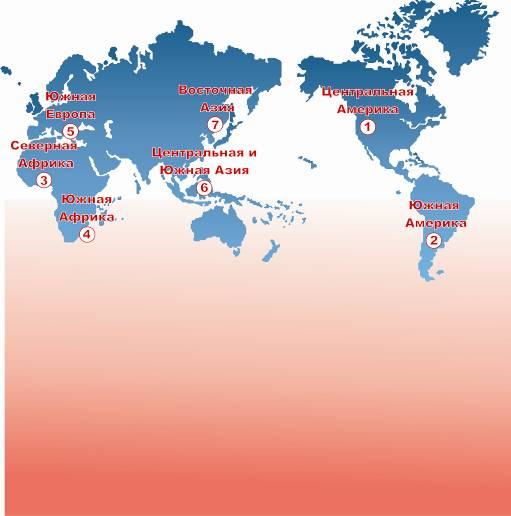 Южная
Европа
5
Северная
Африка
3
Южная
Африка
4
Восточная
Азия
7
Центральная и
Южная Азия
6
Центральная
Америка
1
Южная
Америка
2